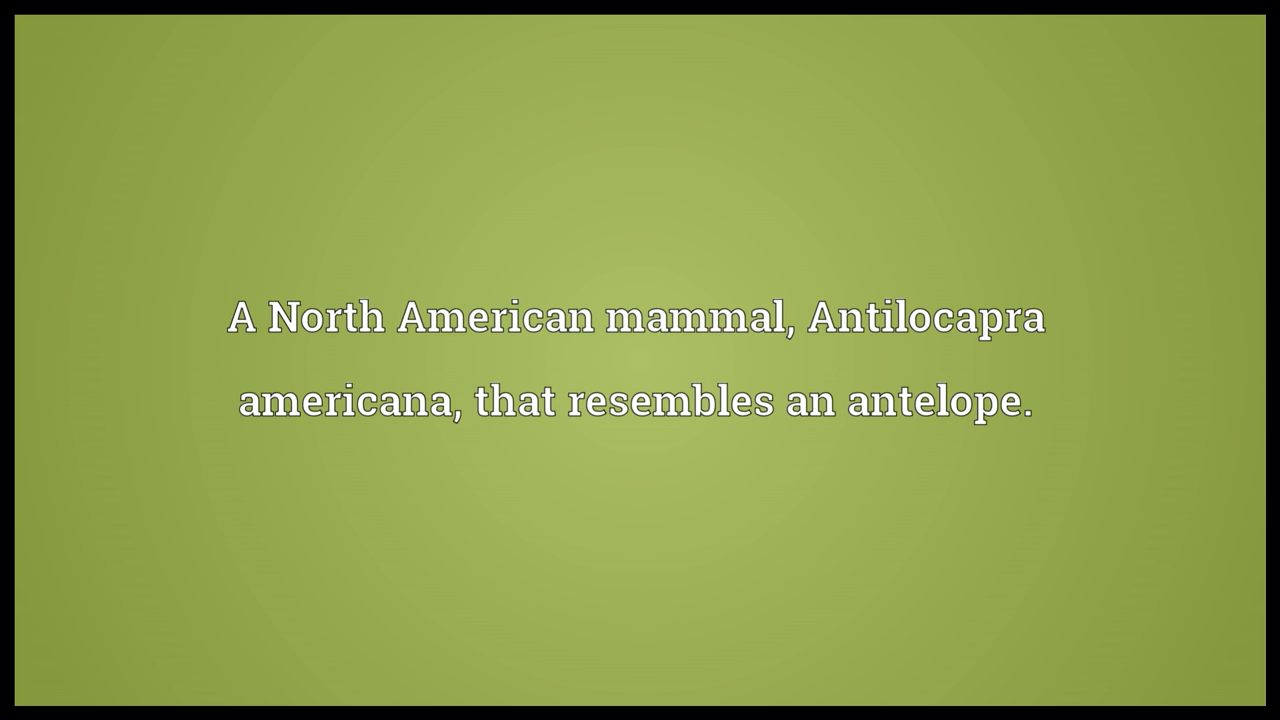 A North American mammal, Antilocapra
americana, that resembles an antelope.